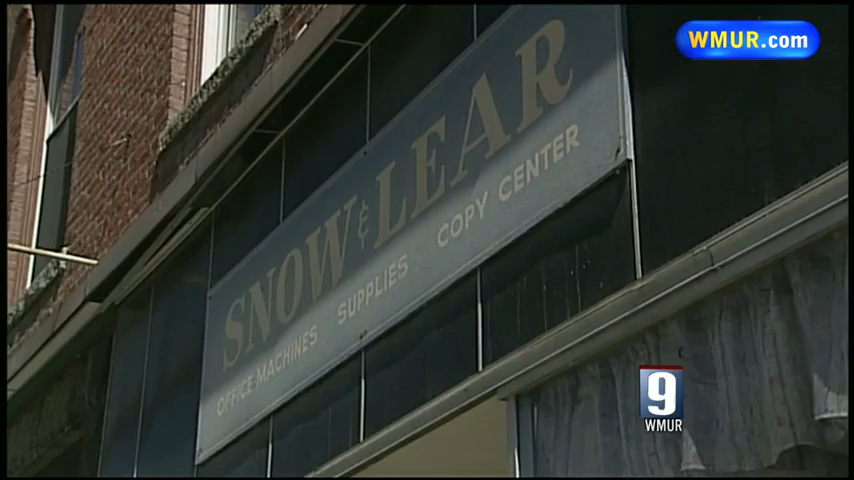 WMUR.com
SNOW & LEAR
OFFICE MACHINES SUPPLIES COPY CENTER
9
WMUR